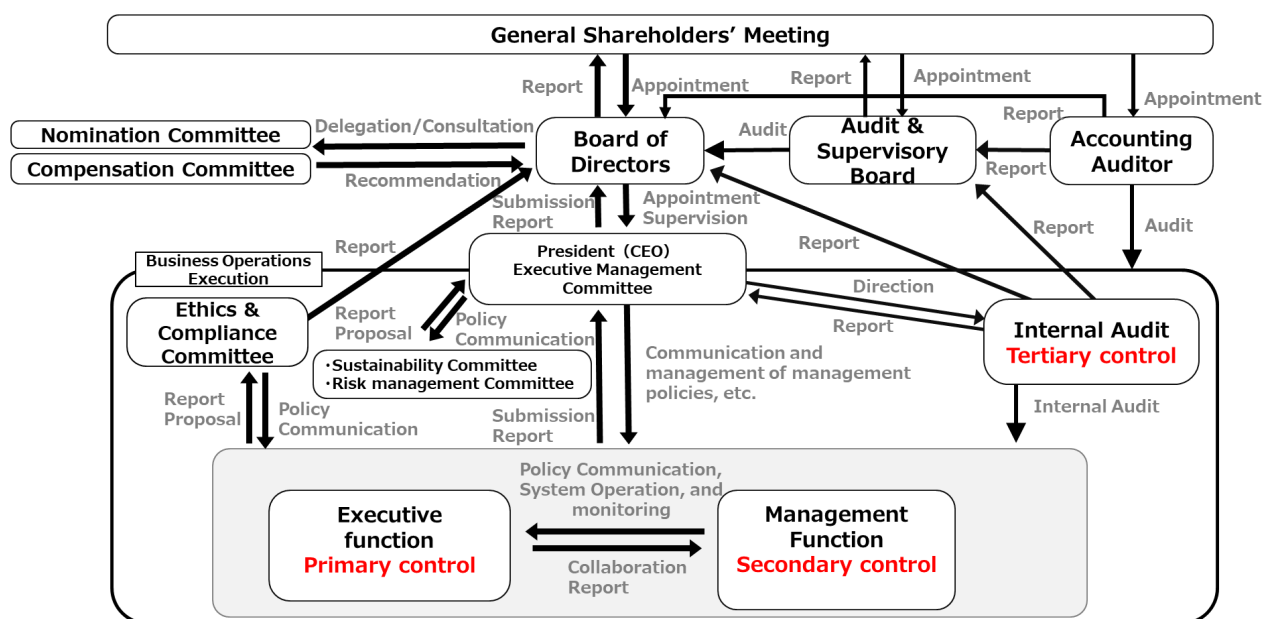 General Shareholders’ Meeting
Report
Appointment
Report
Appointment
Report
Appointment
Nomination Committee
Compensation Committee
Delegation/Consultation
Recommendation
Board of
Directors
Audit
Audit &
Supervisory
Board
Report
Accounting
Auditor
Submission
Report
Appointment
Supervision
Report
Report
Report
Audit
Business Operations
Execution
President（CEO）
Executive Management
Committee
Ethics &
Compliance
Committee
Report
Proposal
Policy
Communication
・Sustainability Committee
・Risk management Committee
Direction
Report
Internal Audit
Tertiary control
Report
Proposal
Policy
Communication
Submission
Report
Communication and
management of management
policies, etc.
Internal Audit
Policy Communication,
System Operation, and
monitoring
Executive
function
Primary control
Collaboration
Report
Management
Function
Secondary control